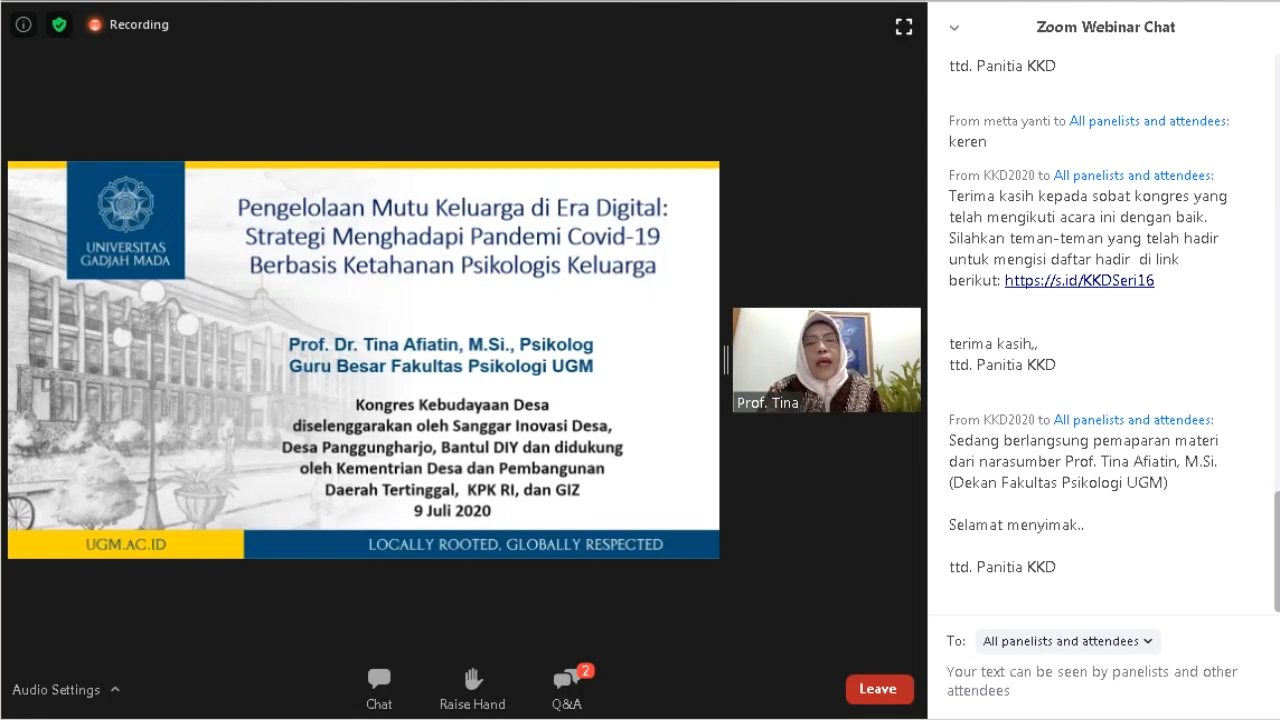 Recording
UNIVERSITAS
GADJAH MADA
Pengelolaan Mutu Keluarga di Era Digital:
Strategi Menghadapi Pandemi Covid-19
Berbasis Ketahanan Psikologis Keluarga
Prof. Dr. Tina Afiatin, M.Si., Psikolog
Guru Besar Fakultas Psikologi UGM
Kongres Kebudayaan Desa
diselenggarakan oleh Sanggar Inovasi Desa,
Desa Panggungharjo, Bantul DIY dan didukung
oleh Kementrian Desa dan Pembangunan
Daerah Tertinggal, KPK RI, dan GIZ
9 Juli 2020
UGM.AC.ID
LOCALLY ROOTED, GLOBALLY RESPECTED
Prof. Tina
Audio Settings
Chat
Raise Hand
2
Q&A
Leave
Zoom Webinar Chat
ttd. Panitia KKD
From metta yanti to All panelists and attendees:
keren
From KKD2020 to All panelists and attendees:
Terima kasih kepada sobat kongres yang
telah mengikuti acara ini dengan baik.
Silahkan teman-teman yang telah hadir
untuk mengisi daftar hadir di link
berikut: https://s.id/KKDSeri16
terima kasih,,
ttd. Panitia KKD
From KKD2020 to All panelists and attendees:
Sedang berlangsung pemaparan materi
dari narasumber Prof. Tina Afiatin, M.Si.
(Dekan Fakultas Psikologi UGM)
Selamat menyimak..
ttd. Panitia KKD
To: All panelists and attendees
Your text can be seen by panelists and other
attendees